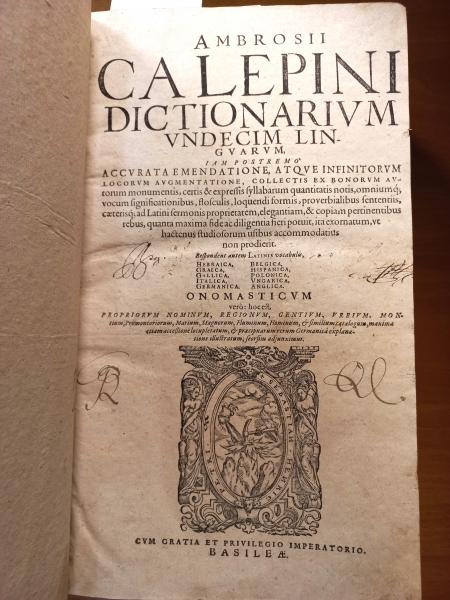 AMBROSII
CALEPINI
DICTIONARIVM
VNDECIM LIN-
GVARVM,
IAM POSTREMO
ACCVRATA EMENDATIONE, ATQVE INFINITORVM
LOCORVM AVGMENTATIONE, COLLECTIS EX BONORVM AV-
torum monumentis, certis & expressis syllabarum quantitatis notis, omniumq́;
vocum significationibus, flosculis, loquendi formis, proverbialibus sententiis,
cæterisq́; ad Latini sermonis proprietatem, elegantiam, & copiam pertinentibus
rebus, quanta maxima fide ac diligentia fieri potuit, ita exornatum, vt
hactenus studiosorum usibus accommodatius
non prodierit.
Respondent autem LATINIS vocabulis,
HEBRAICA,
GRÆCA,
GALLICA,
ITALICA,
GERMANICA,
BELGICA,
HISPANICA,
POLONICA,
VNGARICA,
ANGLICA.
ONOMASTICVM
verò: hoc est,
PROPRIORVM NOMINVM, REGIONVM, GENTIVM, VRBIVM, MON-
tium, Promontoriorum, Marium, Stagnorum, Fluminum, & similium catalogum, maxima
etiam accessione locupletatum, & præcipuarum rerum Germanicâ explana-
tione illustratum, seorsim adjunximus.
CVM GRATIA ET PRIVILEGIO IMPERATORIO.
BASILEÆ.